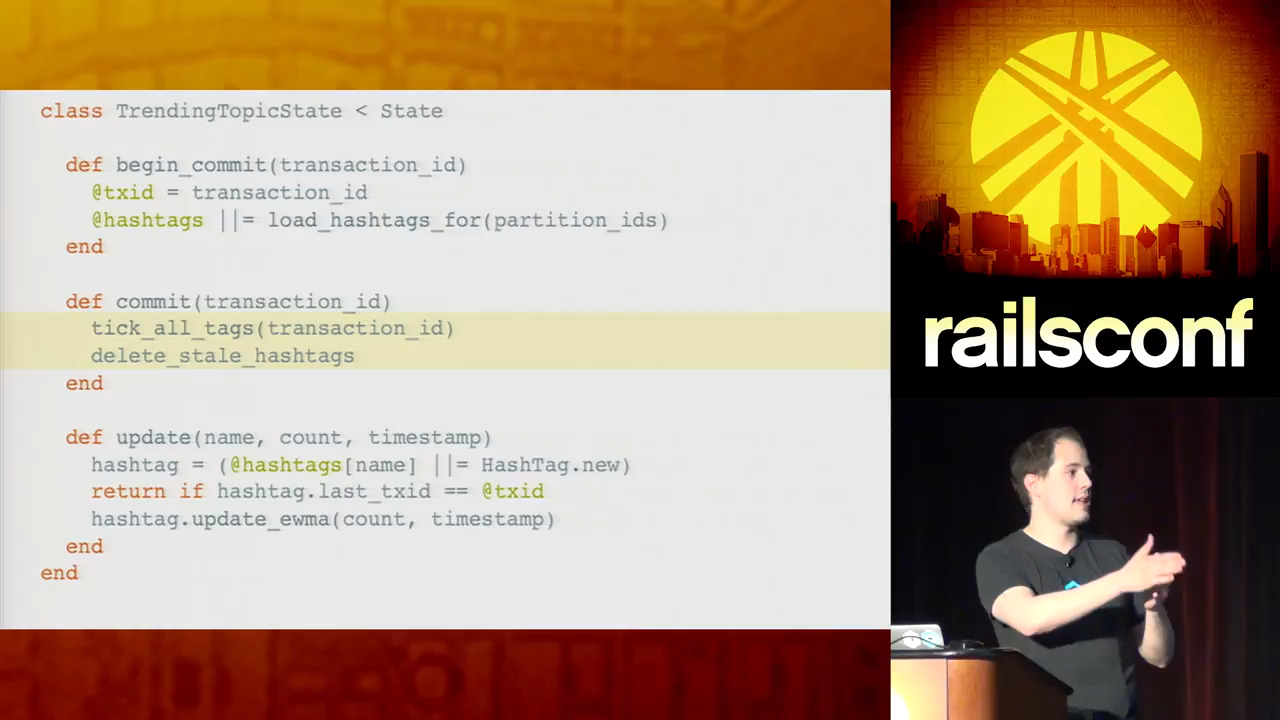 class TrendingTopicState < State
def begin_commit(transaction_id)
@txid = transaction_id
@hashtags ||= load_hashtags_for(partition_ids)
end
def commit(transaction_id)
tick_all_tags(transaction_id)
delete_stale_hashtags
end
def update(name, count, timestamp)
hashtag = (@hashtags[name] ||= HashTag.new)
return if hashtag.last_txid == @txid
hashtag.update_ewma(count, timestamp)
end
end
railsconf